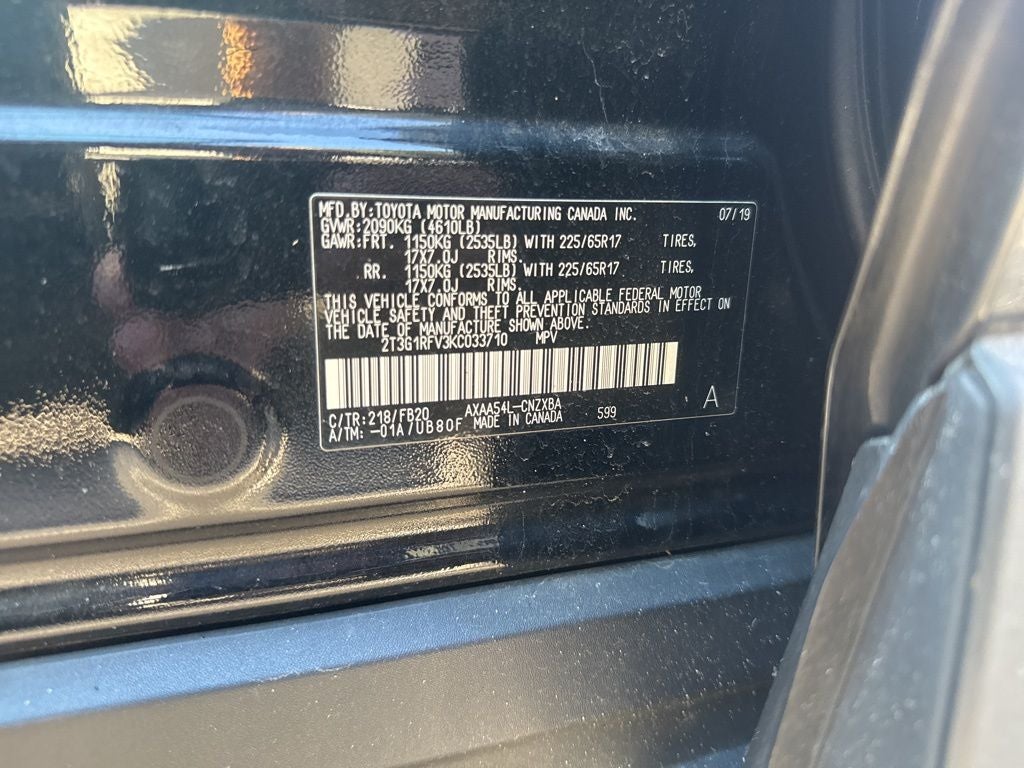 MFD.BY:TOYOTA MOTOR MANUFACTURING CANADA INC. 07/19
GVWR:2090KG (4610LB)
GAWR:FRT. 1150KG (2535LB) WITH 225/65R17 TIRES,
17X7.0J RIMS,
RR. 1150KG (2535LB) WITH 225/65R17 TIRES,
17X7.0J RIMS.
THIS VEHICLE CONFORMS TO ALL APPLICABLE FEDERAL MOTOR
VEHICLE SAFETY AND THEFT PREVENTION STANDARDS IN EFFECT ON
THE DATE OF MANUFACTURE SHOWN ABOVE.
2T3G1RFV3KC033710 MPV
C/TR:218/FB20 AXAA54L-CNZXBA 599 A
A/TM:-01A/UB80F MADE IN CANADA